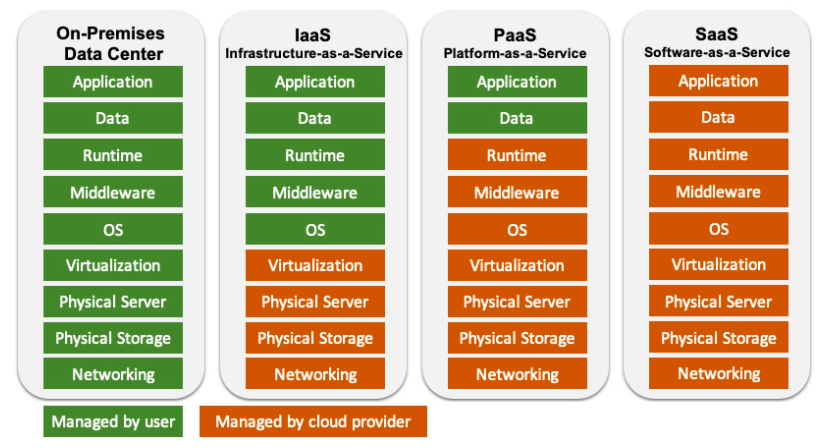 On-Premises
Data Center
Application
Data
Runtime
Middleware
OS
Virtualization
Physical Server
Physical Storage
Networking
IaaS
Infrastructure-as-a-Service
Application
Data
Runtime
Middleware
OS
Virtualization
Physical Server
Physical Storage
Networking
PaaS
Platform-as-a-Service
Application
Data
Runtime
Middleware
OS
Virtualization
Physical Server
Physical Storage
Networking
SaaS
Software-as-a-Service
Application
Data
Runtime
Middleware
OS
Virtualization
Physical Server
Physical Storage
Networking
Managed by user
Managed by cloud provider